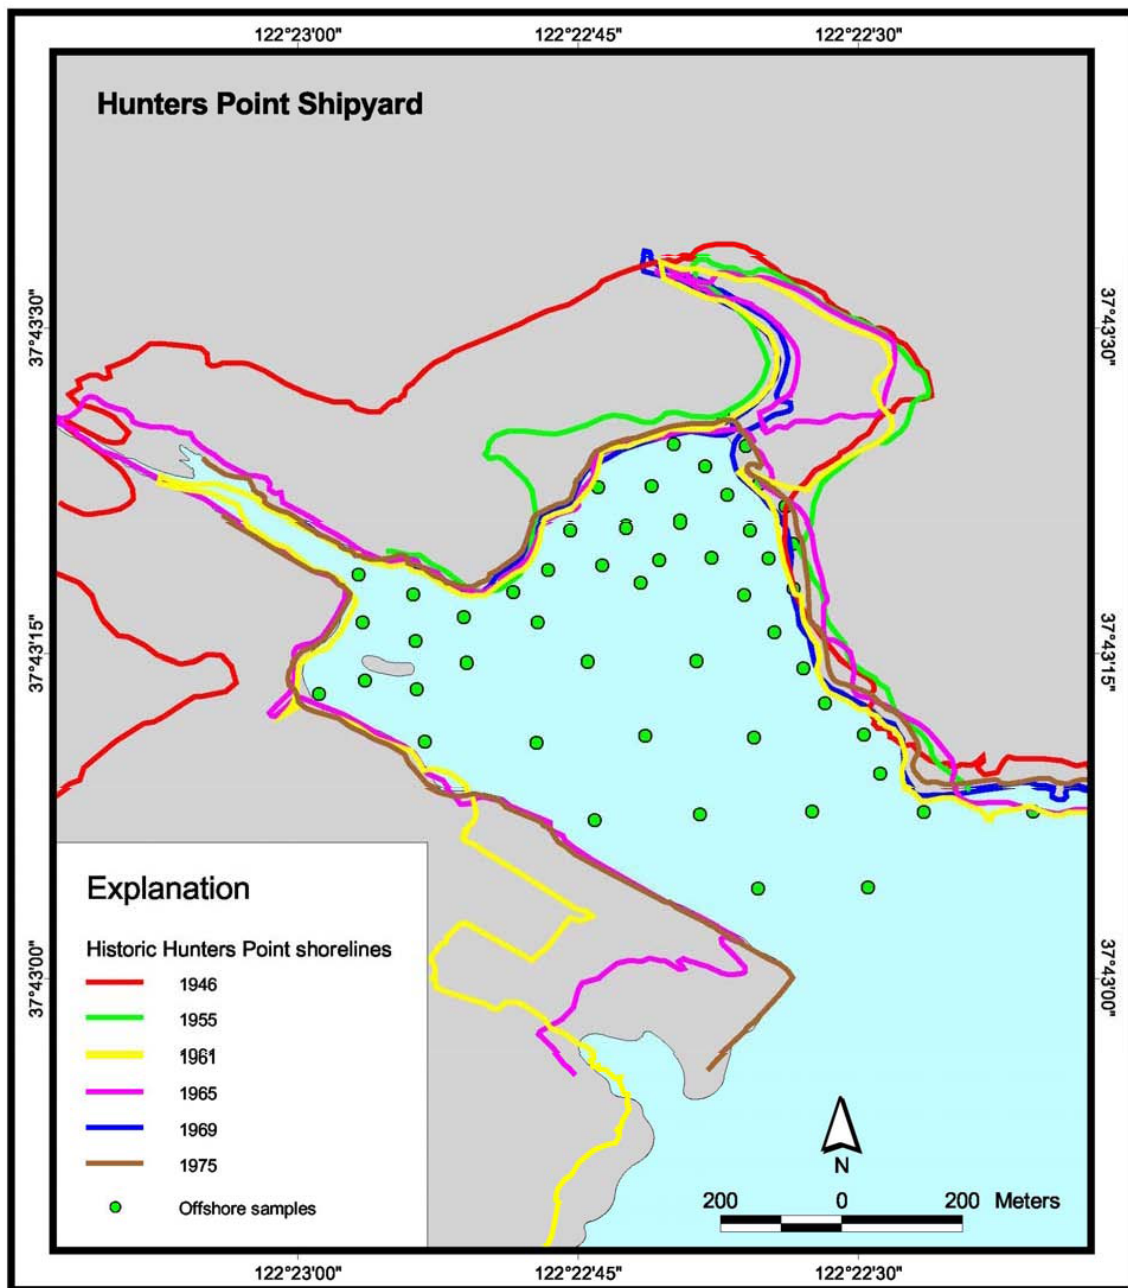 122°23'00" 122°22'45" 122°22'30"
Hunters Point Shipyard
37°43'30" 37°43'30"
37°43'15" 37°43'15"
37°43'00" 37°43'00"
Explanation
Historic Hunters Point shorelines
1946
1955
1961
1965
1969
1975
Offshore samples
N
200 0 200 Meters
122°23'00" 122°22'45" 122°22'30"